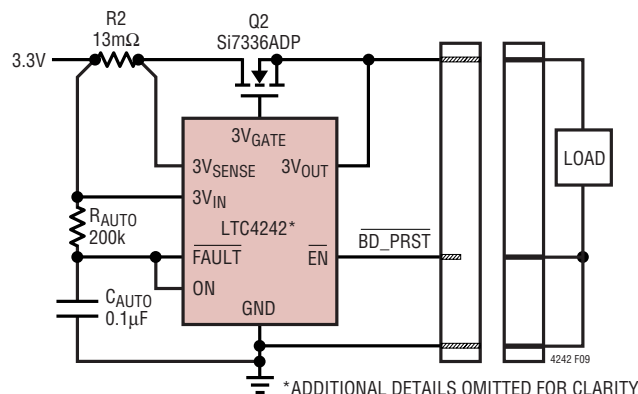 R2
13mΩ
Q2
Si7336ADP
3.3V
3VGATE
3VSENSE
3VOUT
3VIN
LTC4242*
RAUTO
200k
FAULT
EN
BD_PRST
ON
CAUTO
0.1µF
GND
LOAD
4242 F09
*ADDITIONAL DETAILS OMITTED FOR CLARITY